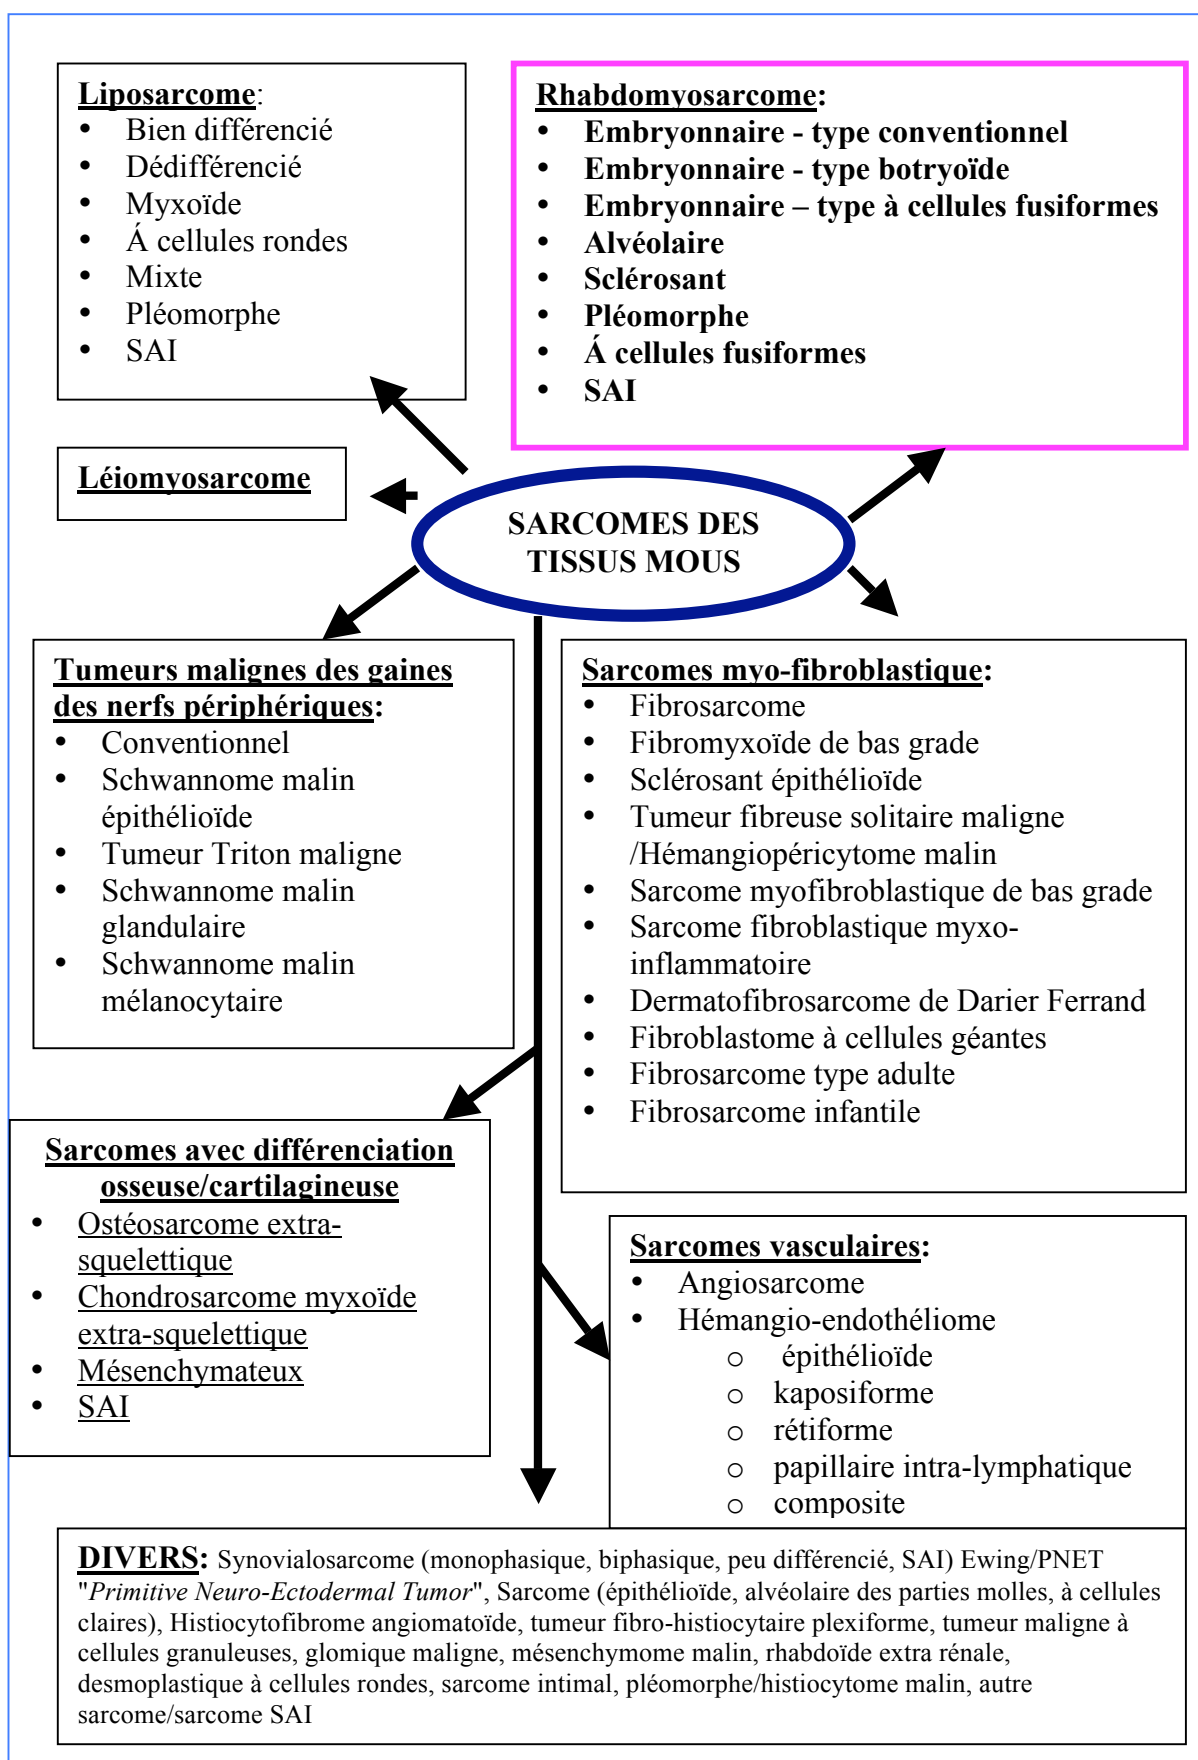 Liposarcome:
• Bien différencié
• Dédifférencié
• Myxoïde
• Á cellules rondes
• Mixte
• Pléomorphe
• SAI
Rhabdomyosarcome:
• Embryonnaire - type conventionnel
• Embryonnaire - type botryoïde
• Embryonnaire – type à cellules fusiformes
• Alvéolaire
• Sclérosant
• Pléomorphe
• Á cellules fusiformes
• SAI
Léiomyosarcome
SARCOMES DES
TISSUS MOUS
Tumeurs malignes des gaines
des nerfs périphériques:
• Conventionnel
• Schwannome malin
épithélioïde
• Tumeur Triton maligne
• Schwannome malin
glandulaire
• Schwannome malin
mélanocytaire
Sarcomes myo-fibroblastique:
• Fibrosarcome
• Fibromyxoïde de bas grade
• Sclérosant épithélioïde
• Tumeur fibreuse solitaire maligne
/Hémangiopéricytome malin
• Sarcome myofibroblastique de bas grade
• Sarcome fibroblastique myxo-
inflammatoire
• Dermatofibrosarcome de Darier Ferrand
• Fibroblastome à cellules géantes
• Fibrosarcome type adulte
• Fibrosarcome infantile
Sarcomes avec différenciation
osseuse/cartilagineuse
• Ostéosarcome extra-
squelettique
• Chondrosarcome myxoïde
extra-squelettique
• Mésenchymateux
• SAI
Sarcomes vasculaires:
• Angiosarcome
• Hémangio-endothéliome
o épithélioïde
o kaposiforme
o rétiforme
o papillaire intra-lymphatique
o composite
DIVERS: Synovialosarcome (monophasique, biphasique, peu différencié, SAI) Ewing/PNET
"Primitive Neuro-Ectodermal Tumor", Sarcome (épithélioïde, alvéolaire des parties molles, à cellules
claires), Histiocytofibrome angiomatoïde, tumeur fibro-histiocytaire plexiforme, tumeur maligne à
cellules granuleuses, glomique maligne, mésenchymome malin, rhabdoïde extra rénale,
desmoplastique à cellules rondes, sarcome intimal, pléomorphe/histiocytome malin, autre
sarcome/sarcome SAI